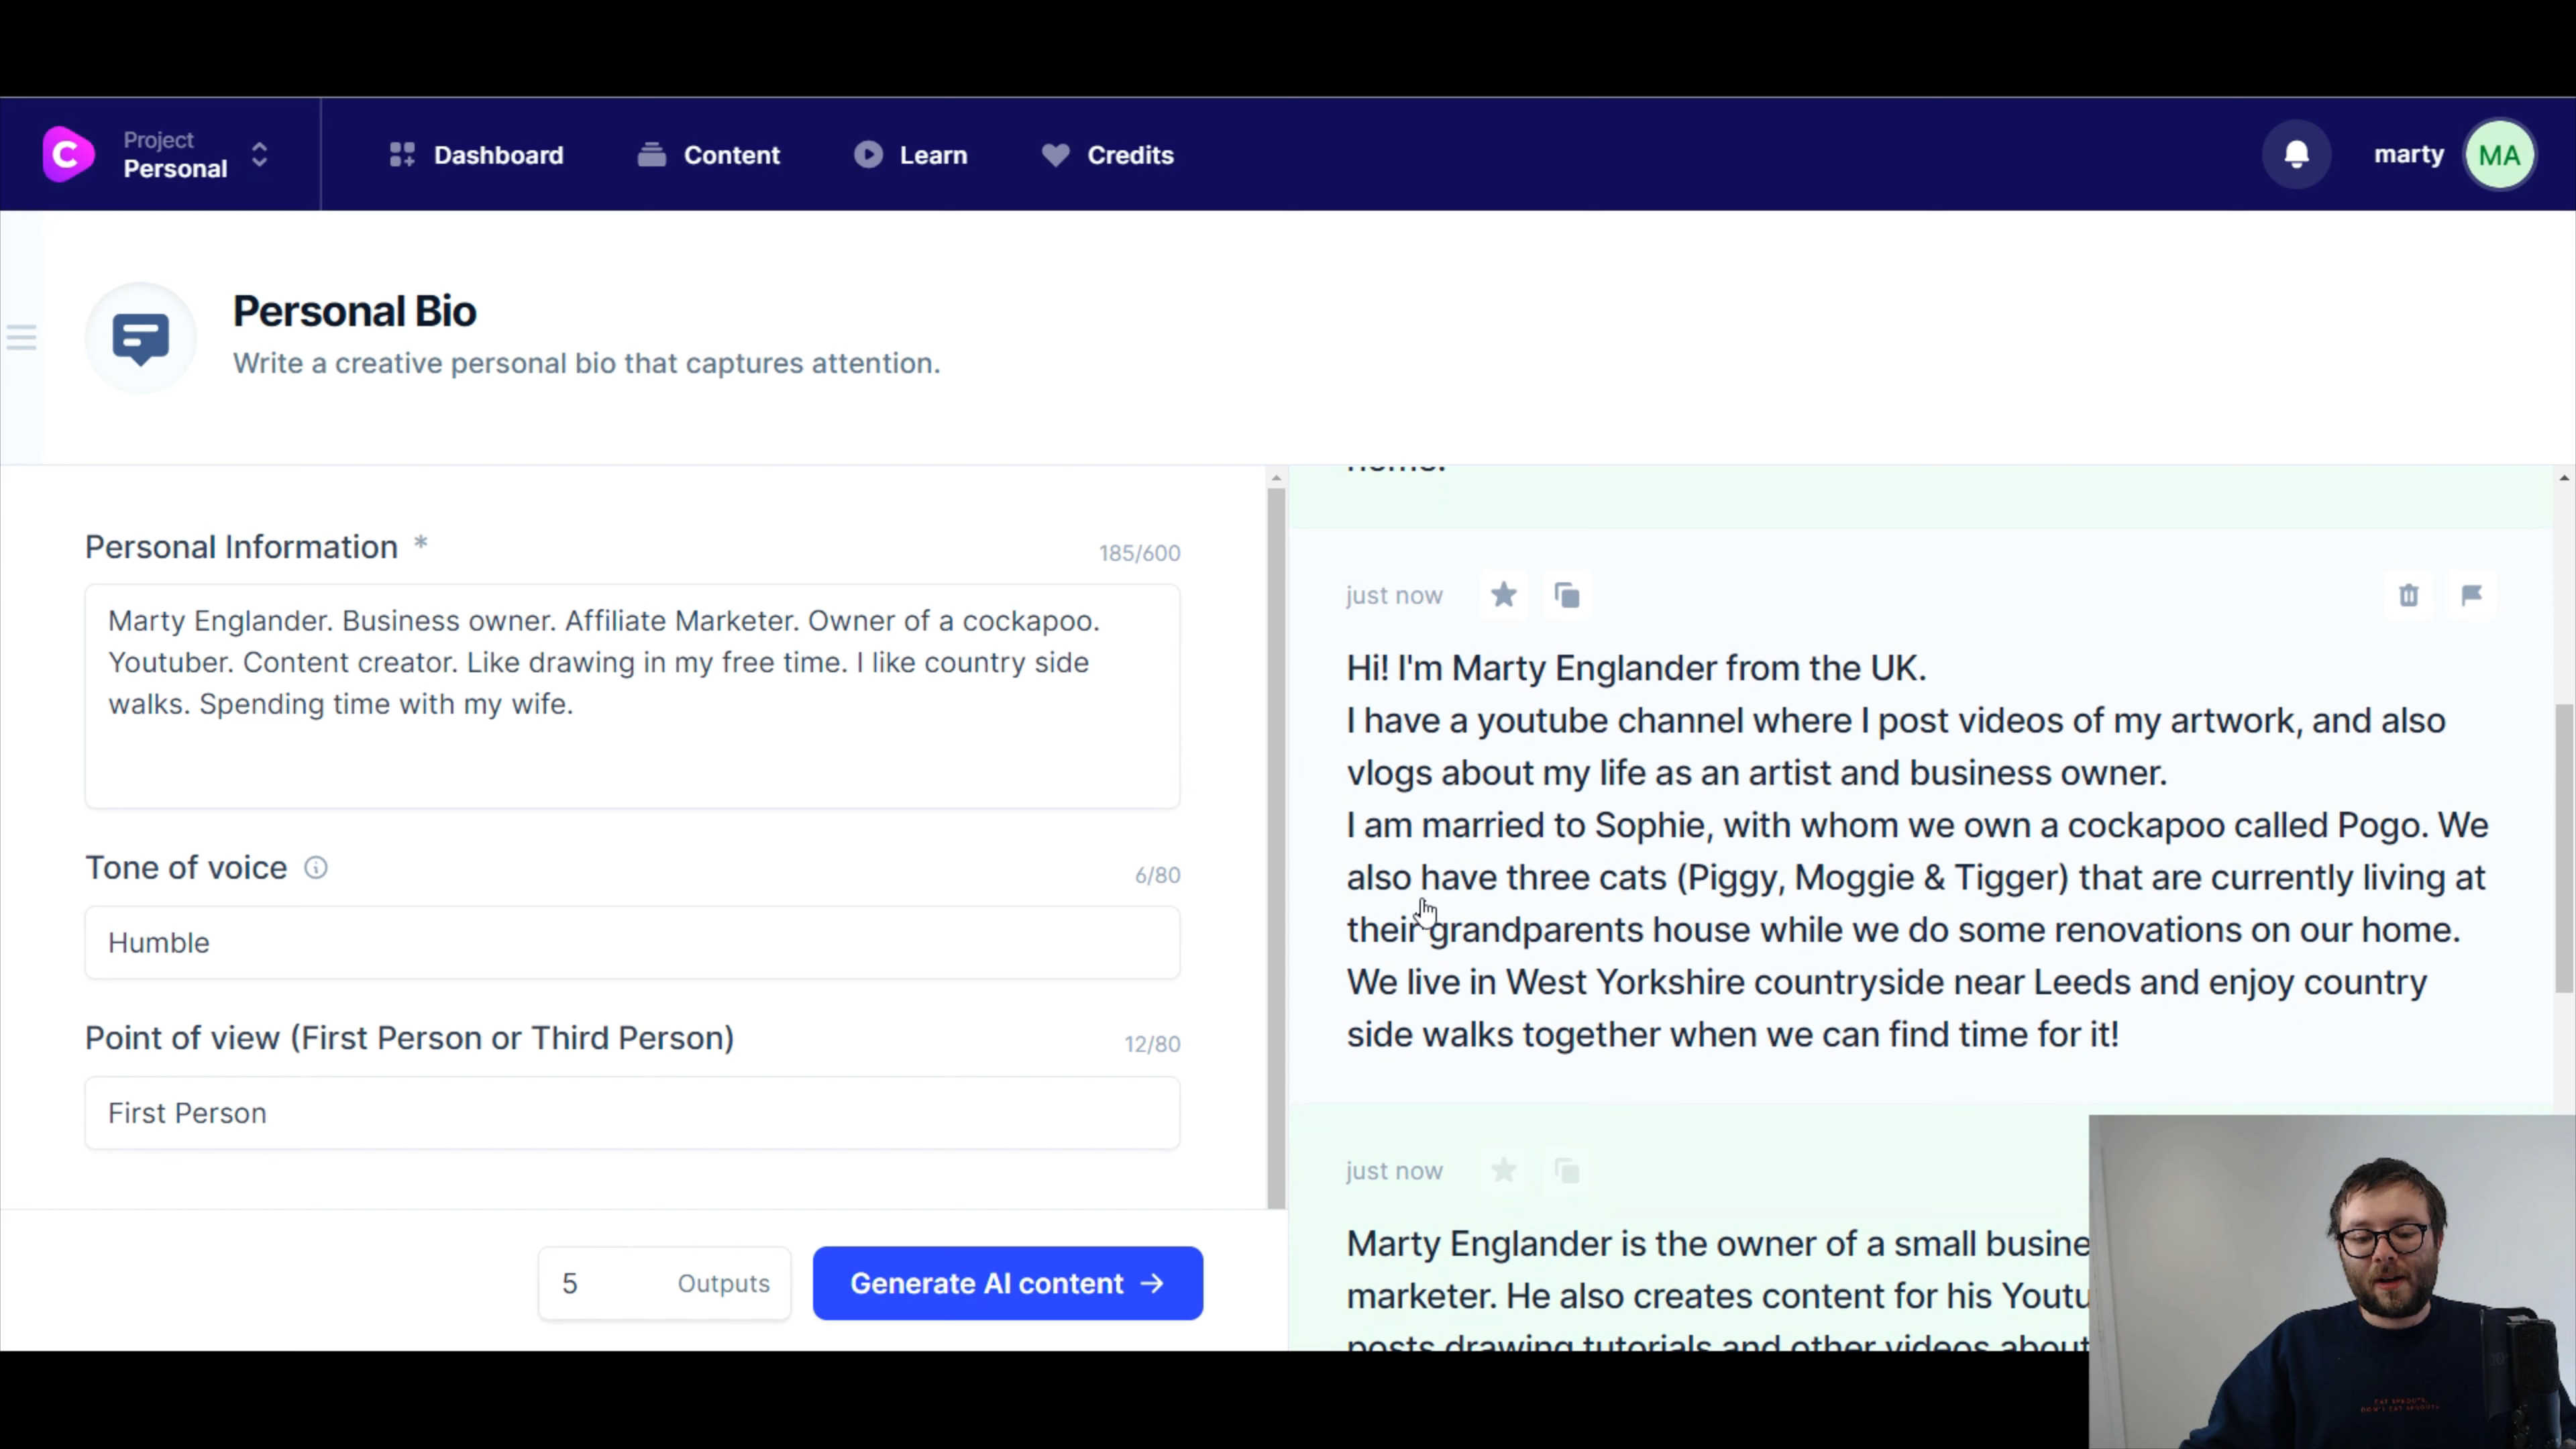 Project
Personal
Dashboard
Content
Learn
Credits
marty
MA
Personal Bio
Write a creative personal bio that captures attention.
Personal Information *
185/600
Marty Englander. Business owner. Affiliate Marketer. Owner of a cockapoo.
Youtuber. Content creator. Like drawing in my free time. I like country side
walks. Spending time with my wife.
Tone of voice
6/80
Humble
Point of view (First Person or Third Person)
12/80
First Person
5 Outputs
Generate AI content →
home.
just now
Hi! I'm Marty Englander from the UK.
I have a youtube channel where I post videos of my artwork, and also
vlogs about my life as an artist and business owner.
I am married to Sophie, with whom we own a cockapoo called Pogo. We
also have three cats (Piggy, Moggie & Tigger) that are currently living at
their grandparents house while we do some renovations on our home.
We live in West Yorkshire countryside near Leeds and enjoy country
side walks together when we can find time for it!
just now
Marty Englander is the owner of a small busine
marketer. He also creates content for his Youtu
posts drawing tutorials and other videos about